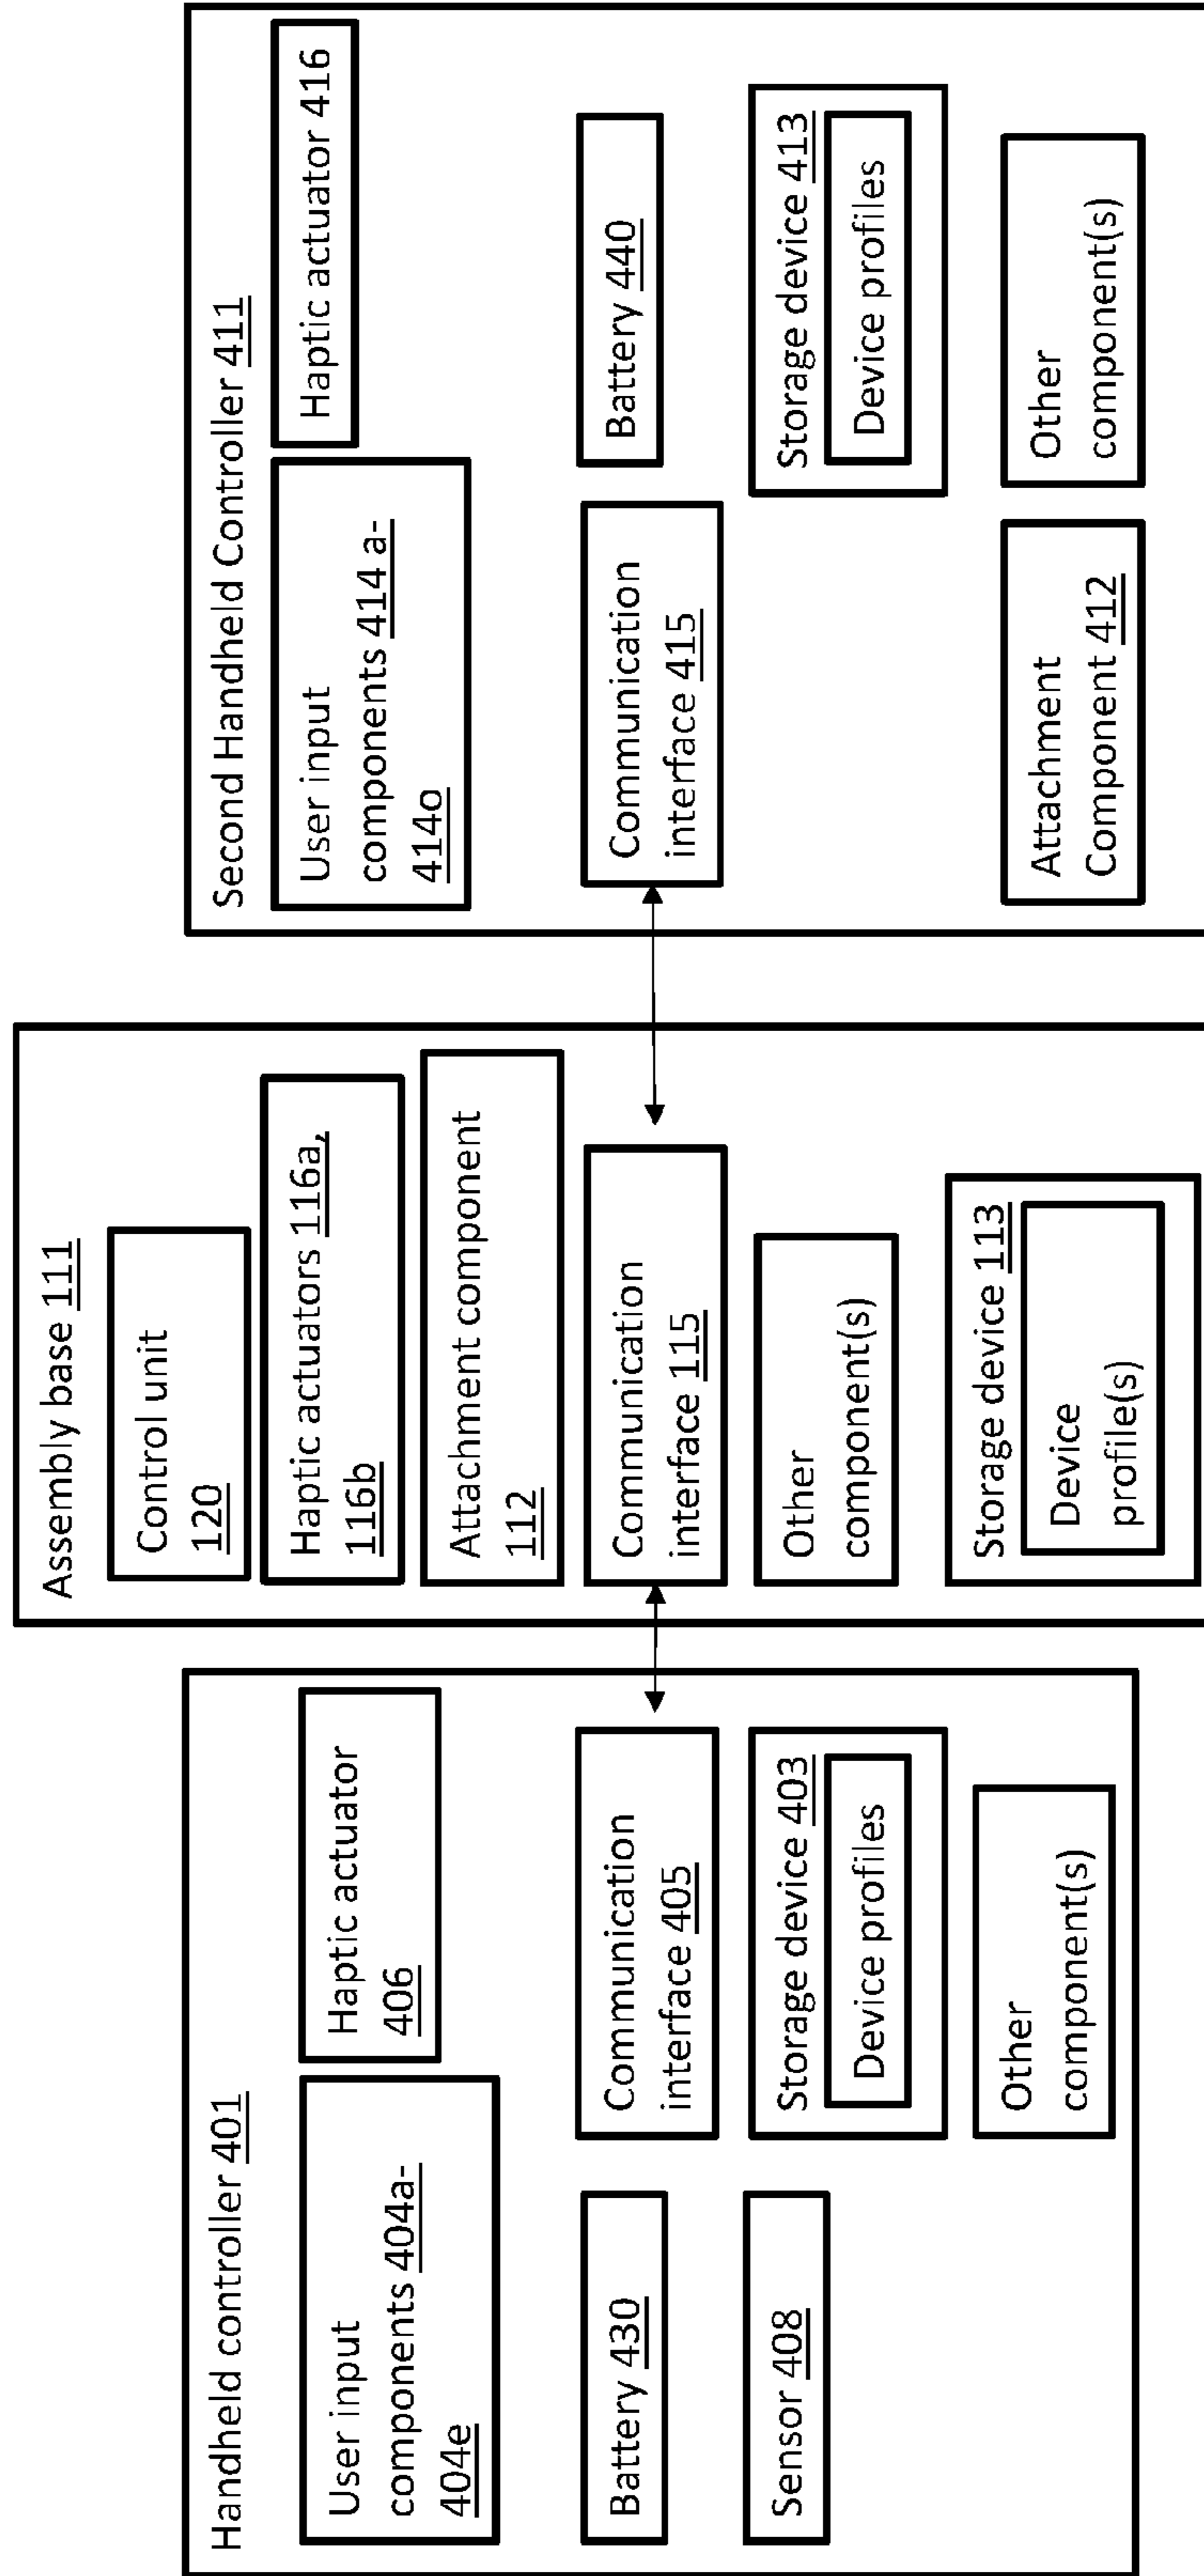 Handheld controller 401
User input
components 404a-
404e
Haptic actuator
406
Battery 430
Communication
interface 405
Sensor 408
Storage device 403
Device profiles
Other
component(s)
Assembly base 111
Control unit
120
Haptic actuators 116a,
116b
Attachment component
112
Communication
interface 115
Other
component(s)
Storage device 113
Device
profile(s)
Second Handheld Controller 411
User input
components 414 a-
414o
Haptic actuator 416
Communication
interface 415
Battery 440
Storage device 413
Device profiles
Attachment
Component 412
Other
component(s)